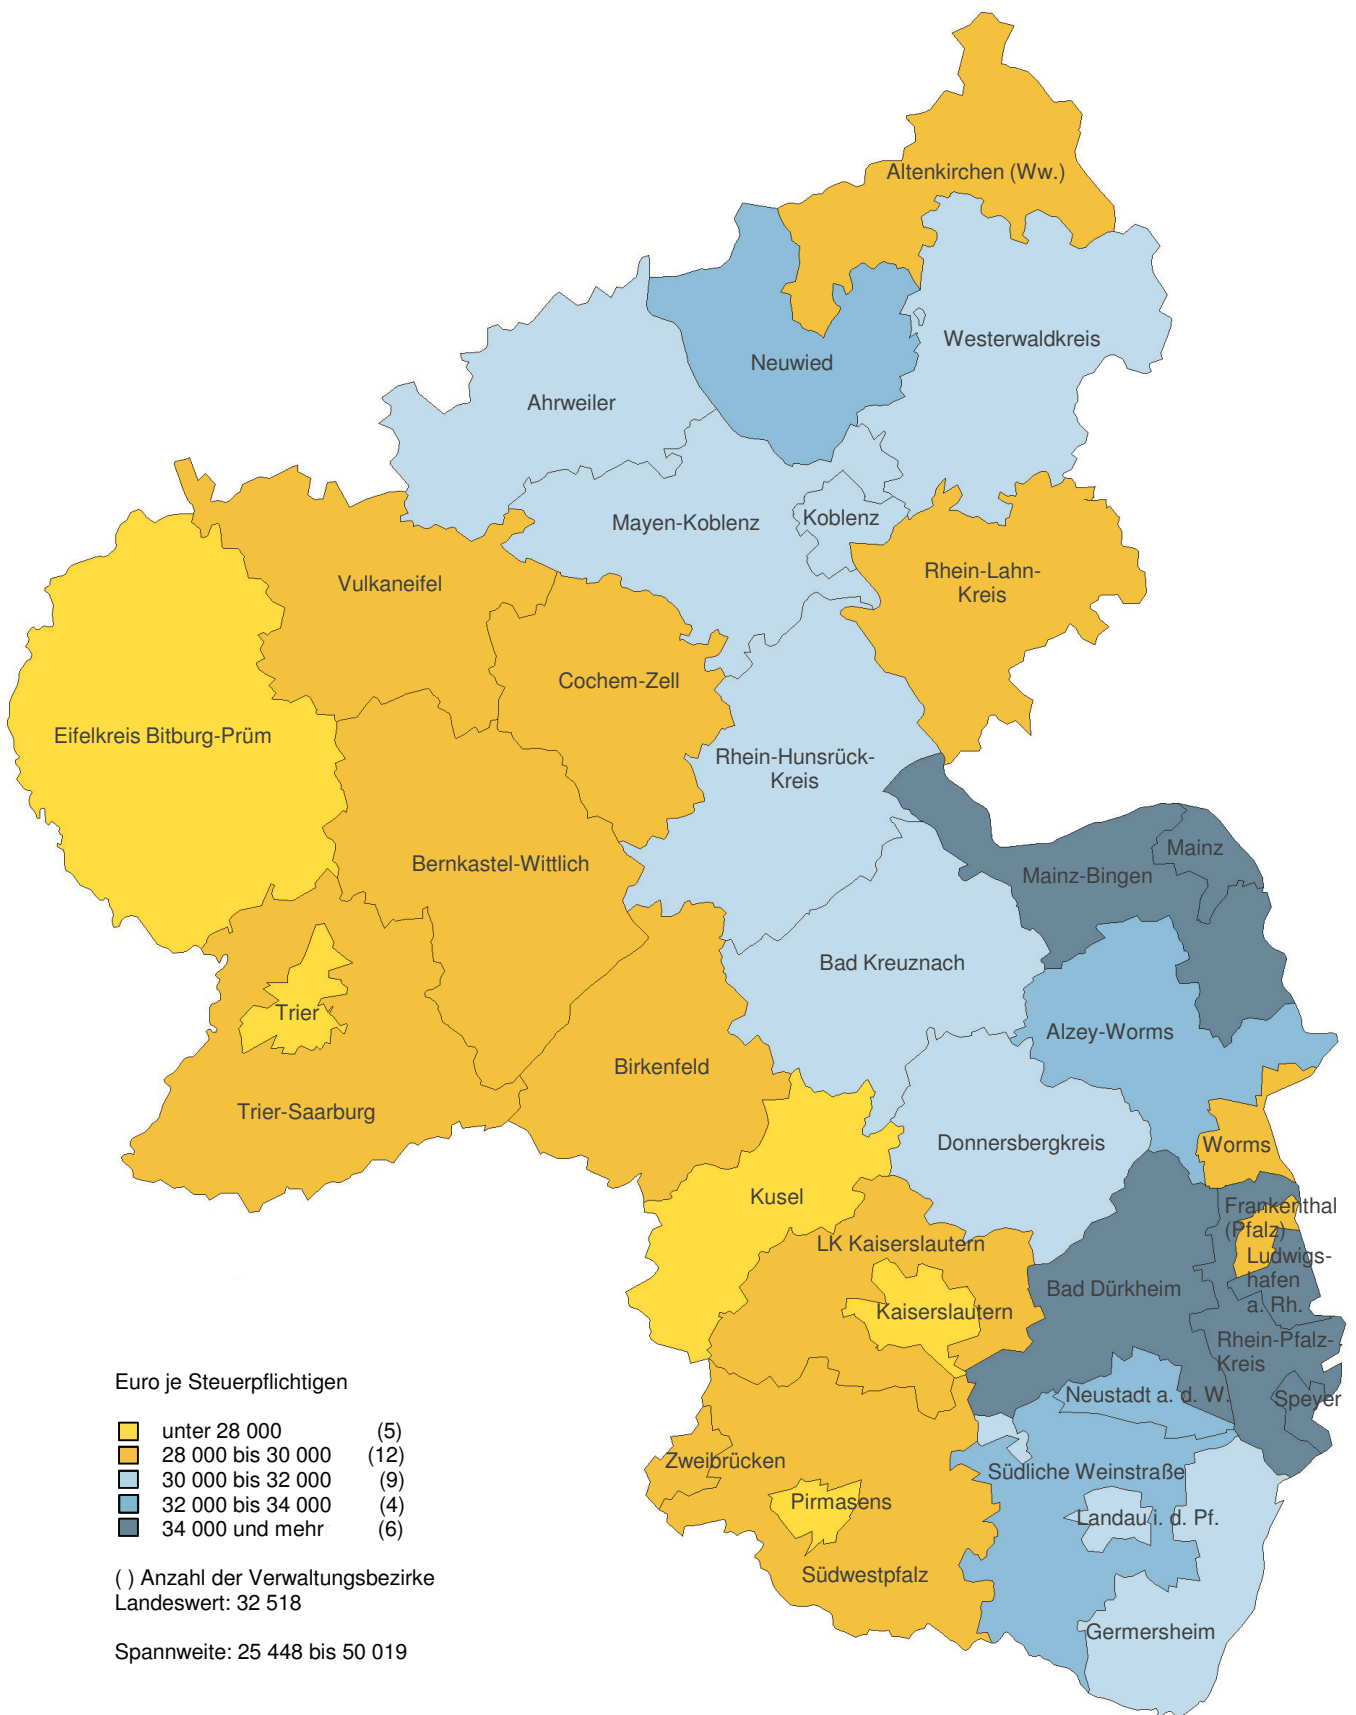 Altenkirchen (Ww.)
Westerwaldkreis
Neuwied
Ahrweiler
Mayen-Koblenz
Koblenz
Rhein-Lahn-
Kreis
Vulkaneifel
Cochem-Zell
Eifelkreis Bitburg-Prüm
Rhein-Hunsrück-
Kreis
Mainz
Bernkastel-Wittlich
Mainz-Bingen
Bad Kreuznach
Trier
Alzey-Worms
Birkenfeld
Trier-Saarburg
Donnersbergkreis
Worms
Kusel
Frankenthal
(Pfalz)
LK Kaiserslautern
Ludwigs-
hafen
a. Rh.
Bad Dürkheim
Kaiserslautern
Rhein-Pfalz-
Kreis
Neustadt a. d. W.
Speyer
Zweibrücken
Südliche Weinstraße
Pirmasens
Landau i. d. Pf.
Südwestpfalz
Germersheim
Euro je Steuerpflichtigen
unter 28 000 (5)
28 000 bis 30 000 (12)
30 000 bis 32 000 (9)
32 000 bis 34 000 (4)
34 000 und mehr (6)
( ) Anzahl der Verwaltungsbezirke
Landeswert: 32 518
Spannweite: 25 448 bis 50 019